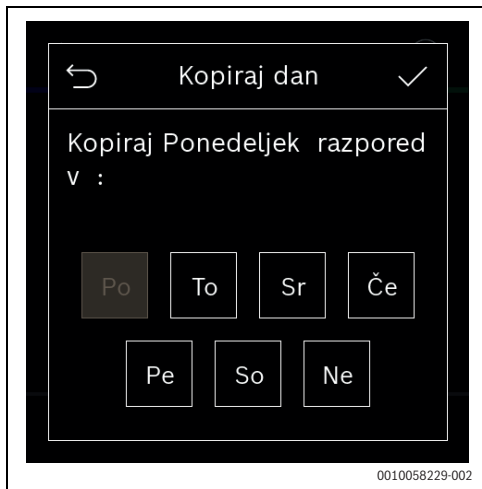 Kopiraj dan
Kopiraj Ponedeljek razpored
v :
Po To Sr Če
Pe So Ne
0010058229-002